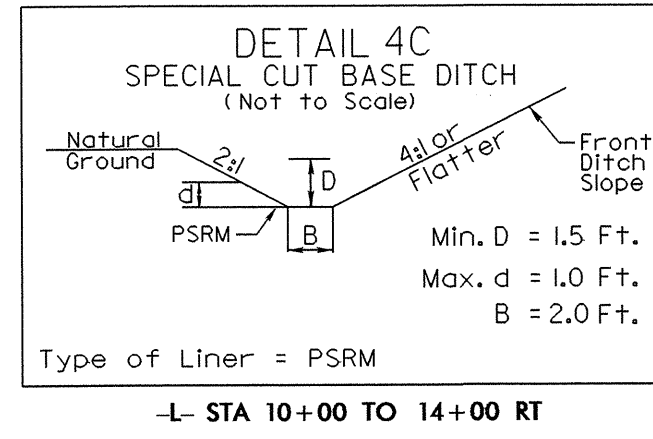 DETAIL 4C
SPECIAL CUT BASE DITCH
(Not to Scale)
Natural
Ground
2:1
d
D
4:1 or
Flatter
Front
Ditch
Slope
PSRM
B
Min. D = 1.5 Ft.
Max. d = 1.0 Ft.
B = 2.0 Ft.
Type of Liner = PSRM
-L- STA 10+00 TO 14+00 RT